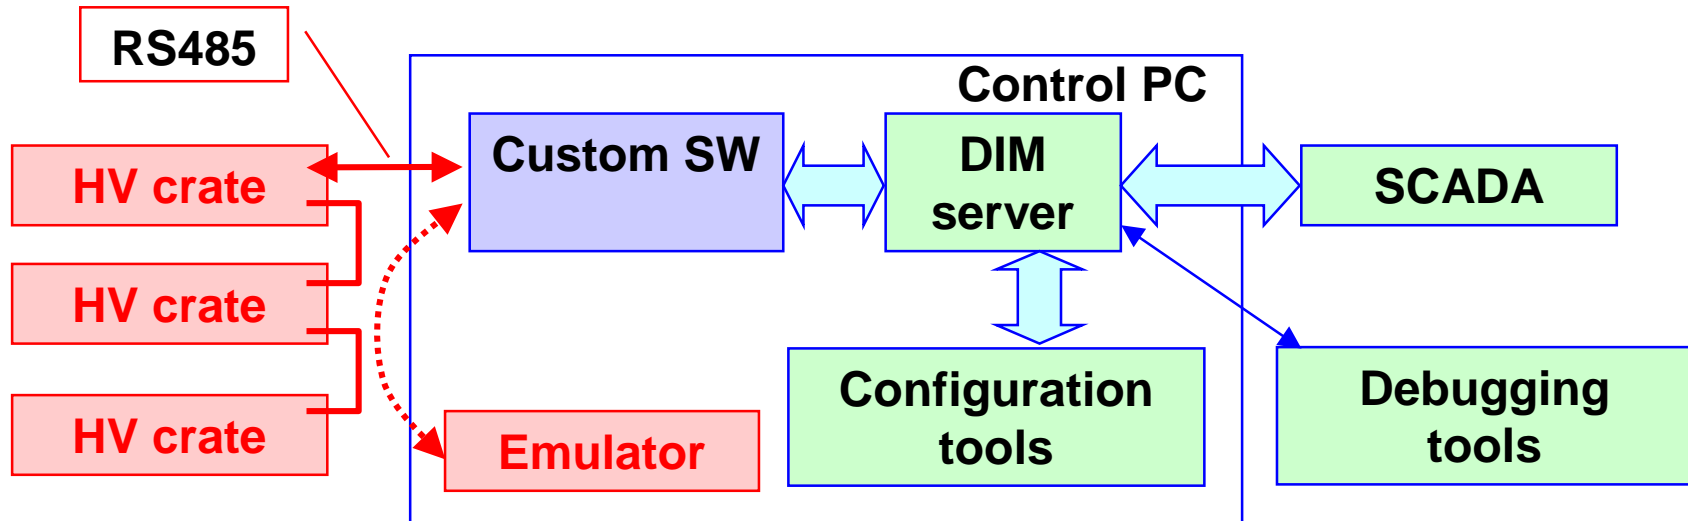 RS485
Control PC
Custom SW
DIM
server
SCADA
HV crate
HV crate
HV crate
Emulator
Configuration
tools
Debugging
tools